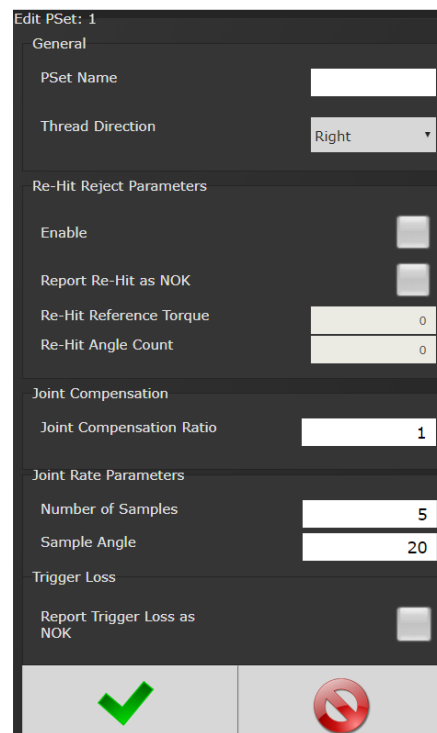 Edit PSet: 1
General
PSet Name
Thread Direction
Right
Re-Hit Reject Parameters
Enable
Report Re-Hit as NOK
Re-Hit Reference Torque
0
Re-Hit Angle Count
0
Joint Compensation
Joint Compensation Ratio
1
Joint Rate Parameters
Number of Samples
5
Sample Angle
20
Trigger Loss
Report Trigger Loss as
NOK